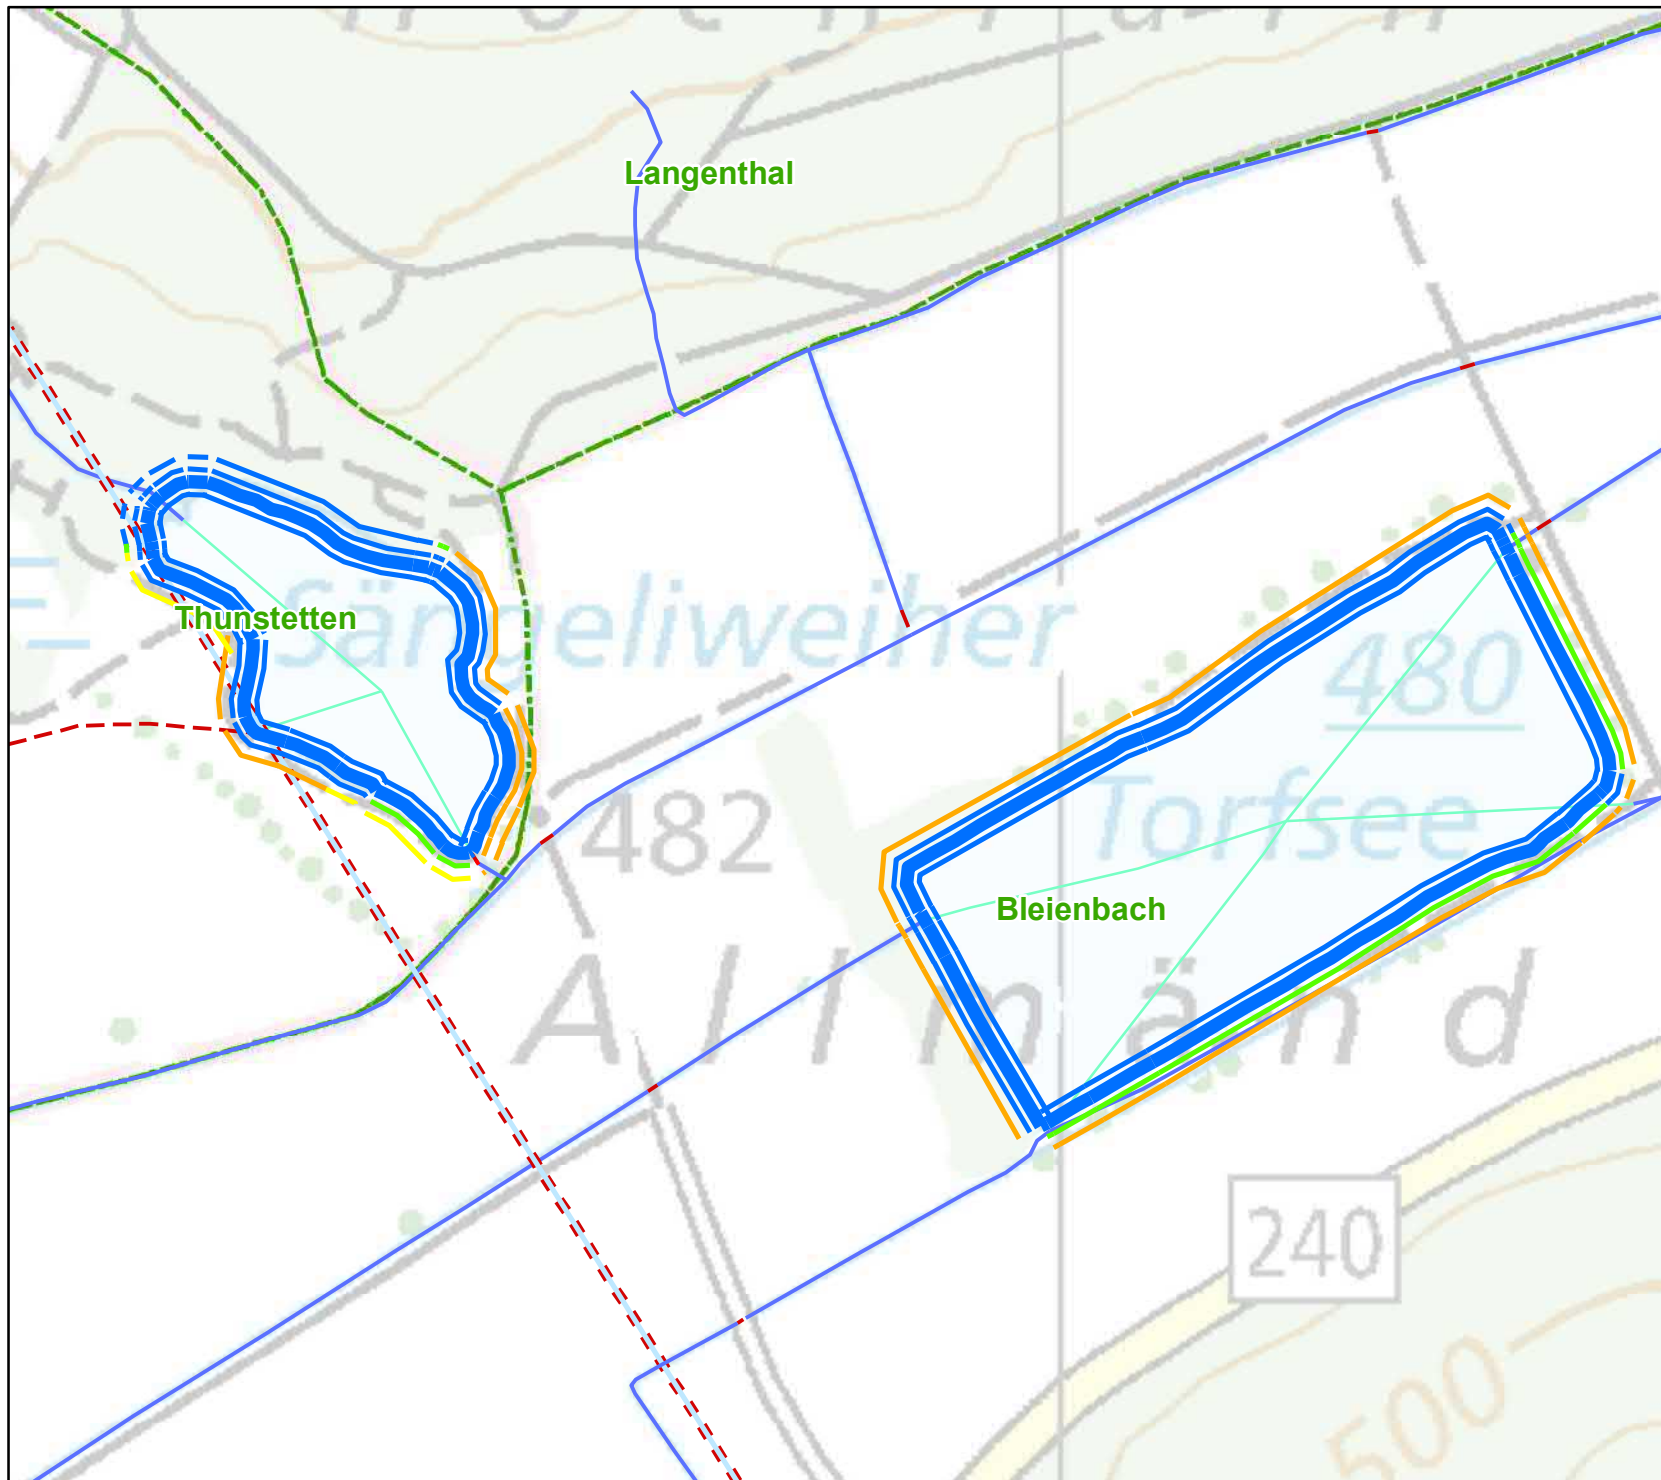 Langenthal
Thunstetten
Sängeliweiher
480
Torfsee
482
Bleienbach
Allmänd
240
500